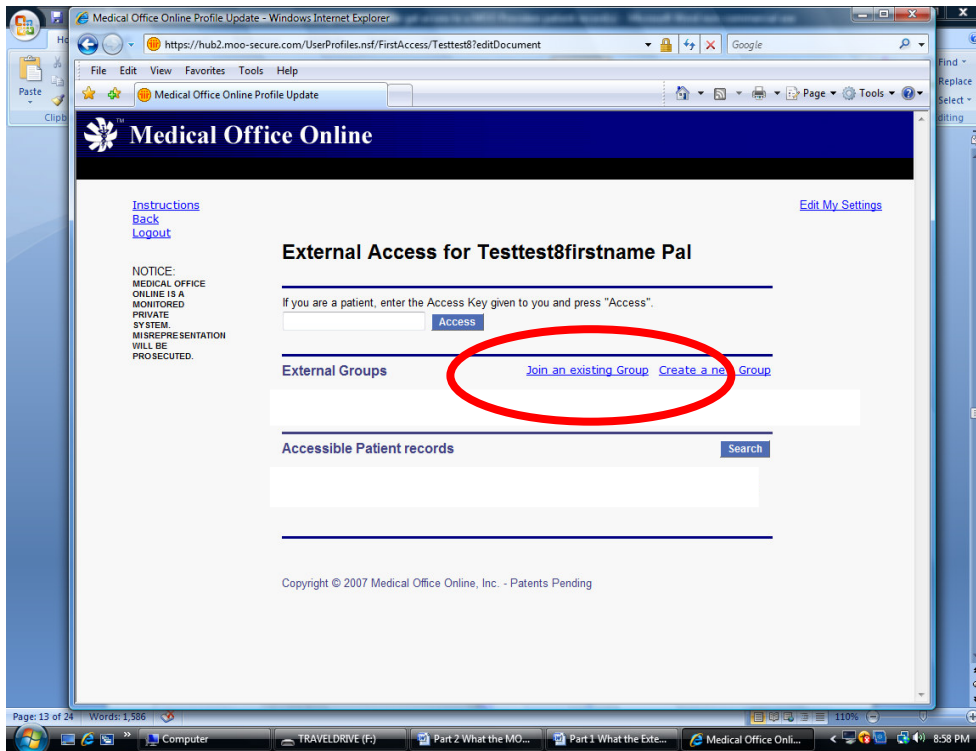 Medical Office Online Profile Update - Windows Internet Explorer
https://hub2.moo-secure.com/UserProfiles.nsf/FirstAccess/Testtest8?editDocument
Google
File Edit View Favorites Tools Help
Paste
Find
Replace
Select
Medical Office Online Profile Update
Page Tools
Clipb
diting
Medical Office Online
TM
Instructions
Edit My Settings
Back
Logout
External Access for Testtest8firstname Pal
NOTICE:
MEDICAL OFFICE
ONLINE IS A
MONITORED
PRIVATE
SYSTEM.
MISREPRESENTATION
WILL BE
PROSECUTED.
If you are a patient, enter the Access Key given to you and press "Access".
Access
External Groups Join an existing Group Create a new Group
Accessible Patient records Search
Copyright © 2007 Medical Office Online, Inc. - Patents Pending
Page: 13 of 24 Words: 1,586 110%
Computer TRAVELDRIVE (F:) Part 2 What the MO... Part 1 What the Exte... Medical Office Onli... 8:58 PM